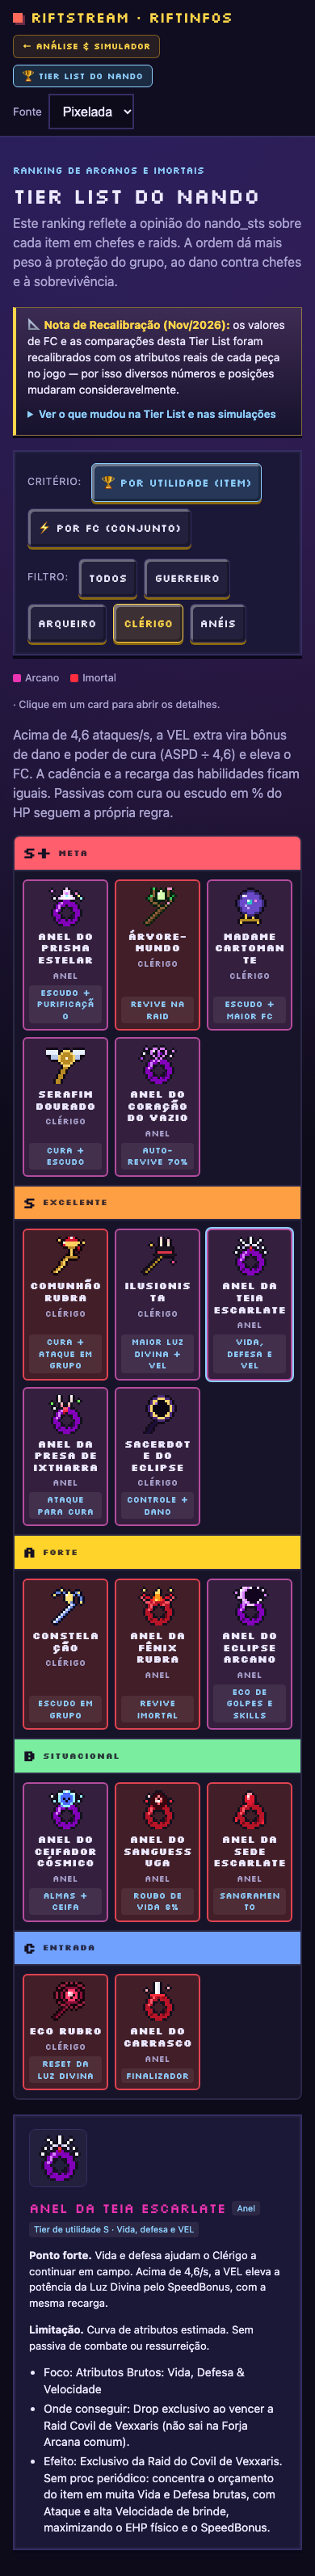 RIFTSTREAM · RIFTINFOS
← ANÁLISE & SIMULADOR
🏆 TIER LIST DO NANDO
Fonte Pixelada
RANKING DE ARCANOS E IMORTAIS
TIER LIST DO NANDO
Este ranking reflete a opinião do nando_sts sobre
cada item em chefes e raids. A ordem dá mais
peso à proteção do grupo, ao dano contra chefes
e à sobrevivência.
📐 Nota de Recalibração (Nov/2026): os valores
de FC e as comparações desta Tier List foram
recalibrados com os atributos reais de cada peça
no jogo — por isso diversos números e posições
mudaram consideravelmente.
▶ Ver o que mudou na Tier List e nas simulações
CRITÉRIO: 🏆 POR UTILIDADE (ITEM)
⚡ POR FC (CONJUNTO)
FILTRO: TODOS GUERREIRO
ARQUEIRO CLÉRIGO ANÉIS
Arcano Imortal
· Clique em um card para abrir os detalhes.
Acima de 4,6 ataques/s, a VEL extra vira bônus
de dano e poder de cura (ASPD ÷ 4,6) e eleva o
FC. A cadência e a recarga das habilidades ficam
iguais. Passivas com cura ou escudo em % do
HP seguem a própria regra.
S+ META
ANEL DO
PRISMA
ESTELAR
ANEL
ESCUDO +
PURIFICAÇÃ
O
ÁRVORE-
MUNDO
CLÉRIGO
REVIVE NA
RAID
MADAME
CARTOMAN
TE
CLÉRIGO
ESCUDO +
MAIOR FC
SERAFIM
DOURADO
CLÉRIGO
CURA +
ESCUDO
ANEL DO
CORAÇÃO
DO VAZIO
ANEL
AUTO-
REVIVE 70%
S EXCELENTE
COMUNHÃO
RUBRA
CLÉRIGO
CURA +
ATAQUE EM
GRUPO
ILUSIONIS
TA
CLÉRIGO
MAIOR LUZ
DIVINA +
VEL
ANEL DA
TEIA
ESCARLATE
ANEL
VIDA,
DEFESA E
VEL
ANEL DA
PRESA DE
IXTHARRA
ANEL
ATAQUE
PARA CURA
SACERDOT
E DO
ECLIPSE
CLÉRIGO
CONTROLE +
DANO
A FORTE
CONSTELA
ÇÃO
CLÉRIGO
ESCUDO EM
GRUPO
ANEL DA
FÊNIX
RUBRA
ANEL
REVIVE
IMORTAL
ANEL DO
ECLIPSE
ARCANO
ANEL
ECO DE
GOLPES E
SKILLS
B SITUACIONAL
ANEL DO
CEIFADOR
CÓSMICO
ANEL
ALMAS +
CEIFA
ANEL DO
SANGUESS
UGA
ANEL
ROUBO DE
VIDA 8%
ANEL DA
SEDE
ESCARLATE
ANEL
SANGRAMEN
TO
C ENTRADA
ECO RUBRO
CLÉRIGO
RESET DA
LUZ DIVINA
ANEL DO
CARRASCO
ANEL
FINALIZADOR
ANEL DA TEIA ESCARLATE Anel
Tier de utilidade S · Vida, defesa e VEL
Ponto forte. Vida e defesa ajudam o Clérigo a
continuar em campo. Acima de 4,6/s, a VEL eleva a
potência da Luz Divina pelo SpeedBonus, com a
mesma recarga.
Limitação. Curva de atributos estimada. Sem
passiva de combate ou ressurreição.
• Foco: Atributos Brutos: Vida, Defesa &
Velocidade
• Onde conseguir: Drop exclusivo ao vencer a
Raid Covil de Vexxaris (não sai na Forja
Arcana comum).
• Efeito: Exclusivo da Raid do Covil de Vexxaris.
Sem proc periódico: concentra o orçamento
do item em muita Vida e Defesa brutas, com
Ataque e alta Velocidade de brinde,
maximizando o EHP físico e o SpeedBonus.